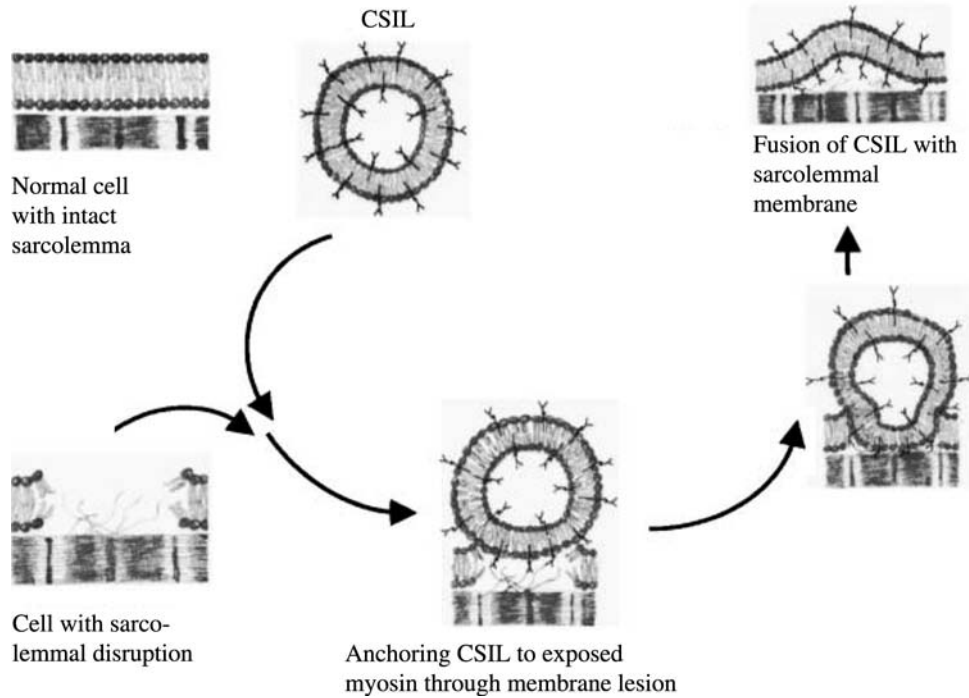 CSIL
Normal cell
with intact
sarcolemma
Fusion of CSIL with
sarcolemmal
membrane
Cell with sarco-
lemmal disruption
Anchoring CSIL to exposed
myosin through membrane lesion